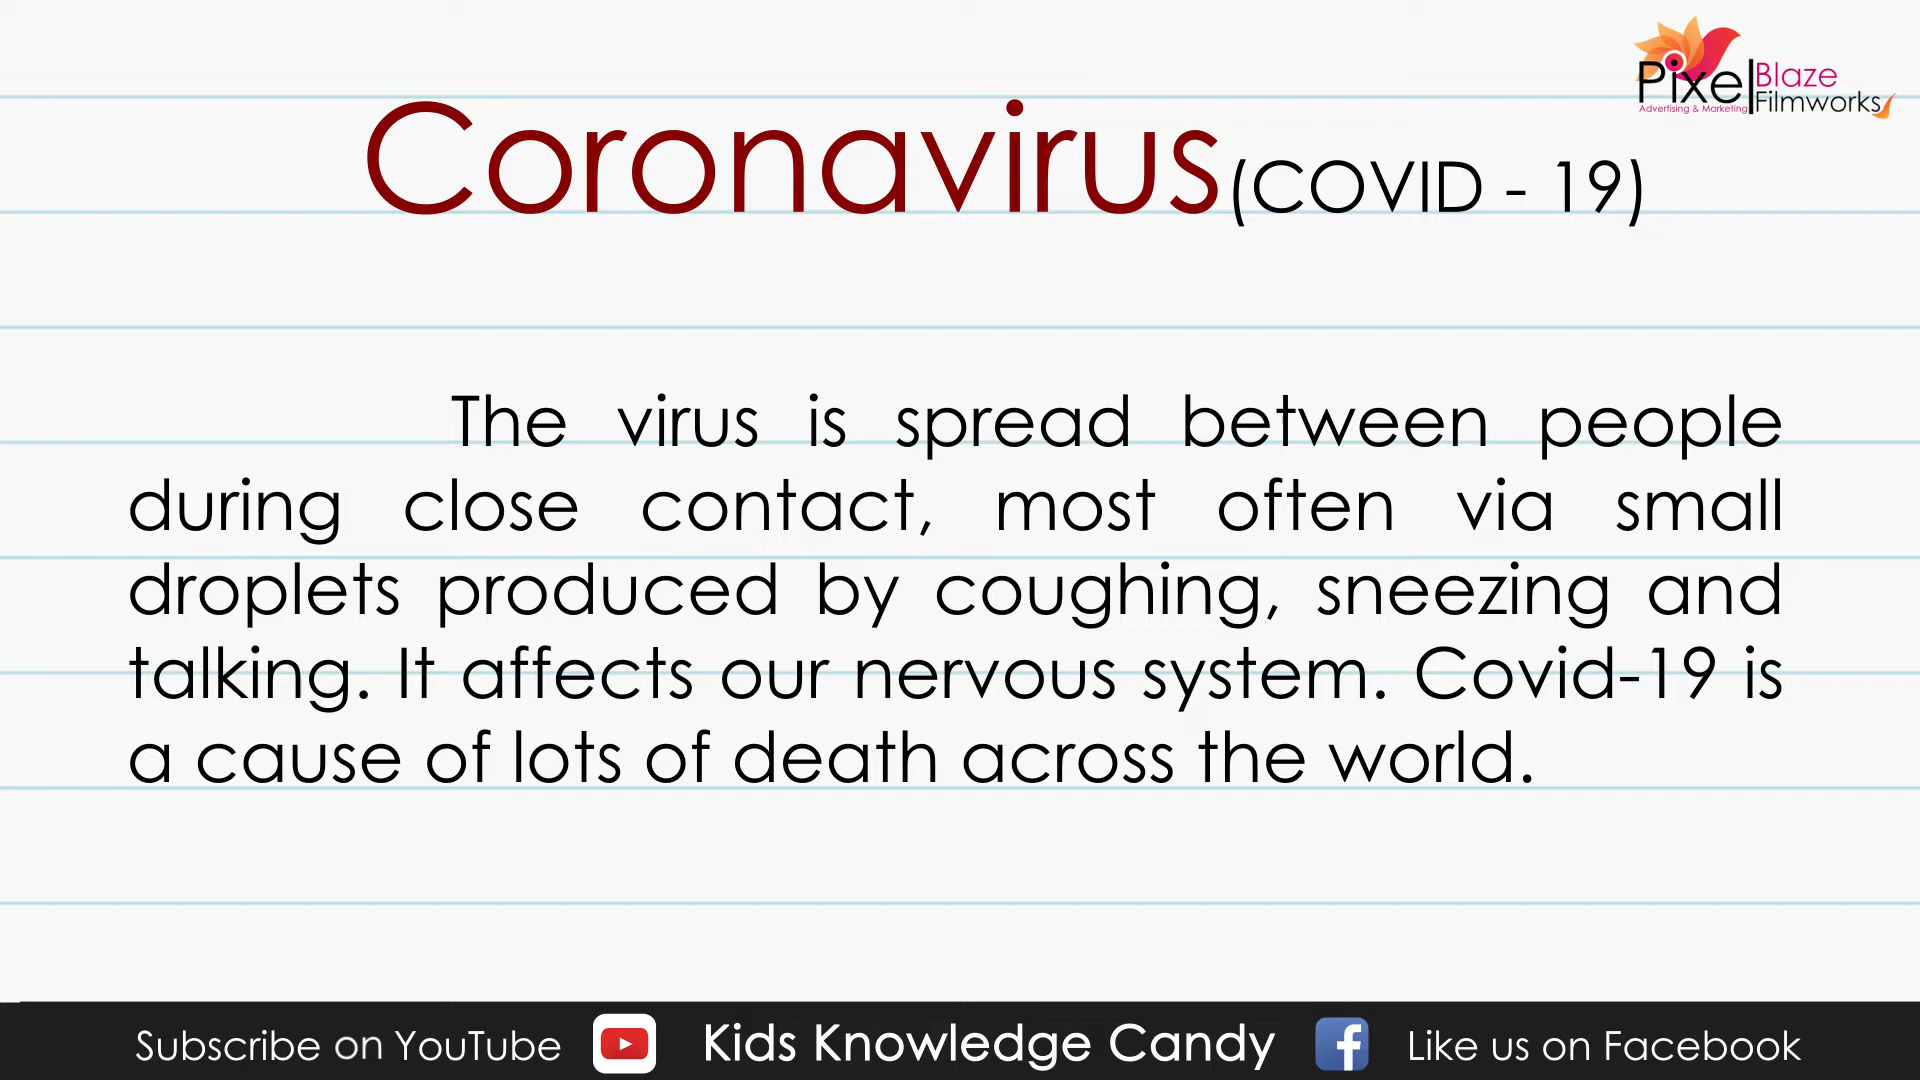 Pixel Blaze Filmworks
Advertising & Marketing
Coronavirus(COVID - 19)
The virus is spread between people
during close contact, most often via small
droplets produced by coughing, sneezing and
talking. It affects our nervous system. Covid-19 is
a cause of lots of death across the world.
Subscribe on YouTube Kids Knowledge Candy Like us on Facebook